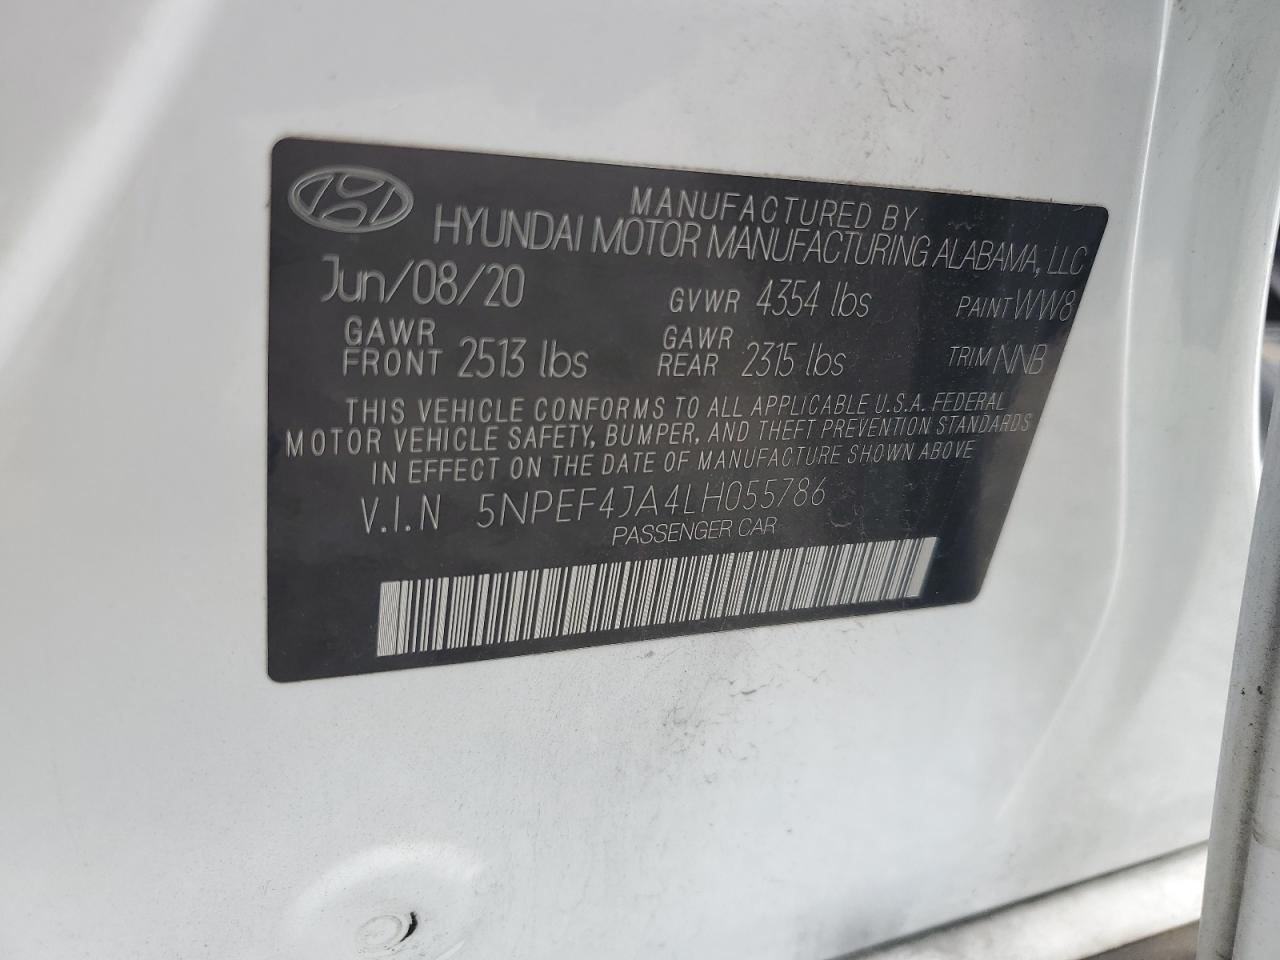 MANUFACTURED BY
HYUNDAI MOTOR MANUFACTURING ALABAMA, LLC
Jun/08/20 GVWR 4354 lbs PAINT WW8
GAWR FRONT 2513 lbs GAWR REAR 2315 lbs TRIM NNB
THIS VEHICLE CONFORMS TO ALL APPLICABLE U.S.A. FEDERAL
MOTOR VEHICLE SAFETY, BUMPER, AND THEFT PREVENTION STANDARDS
IN EFFECT ON THE DATE OF MANUFACTURE SHOWN ABOVE
V.I.N 5NPEF4JA4LH055786
PASSENGER CAR